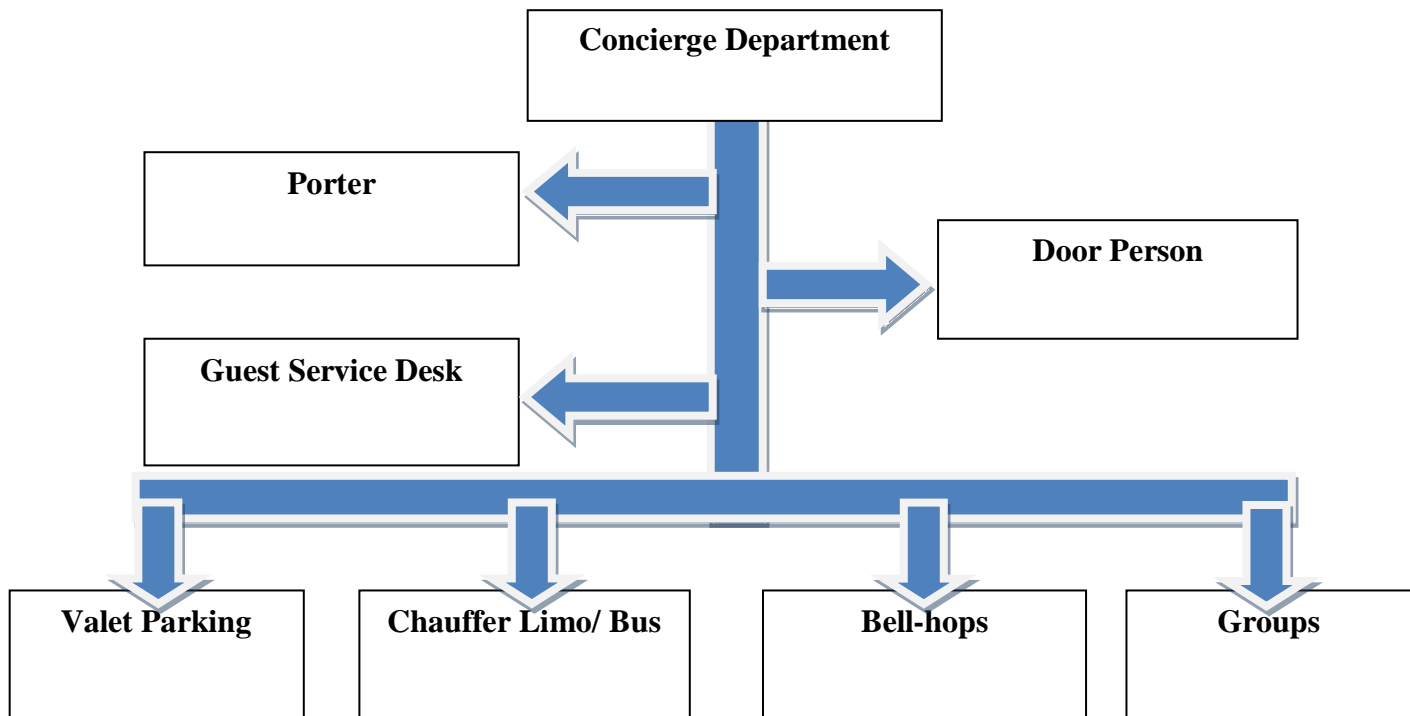 Concierge Department
Porter
Door Person
Guest Service Desk
Valet Parking
Chauffer Limo/ Bus
Bell-hops
Groups